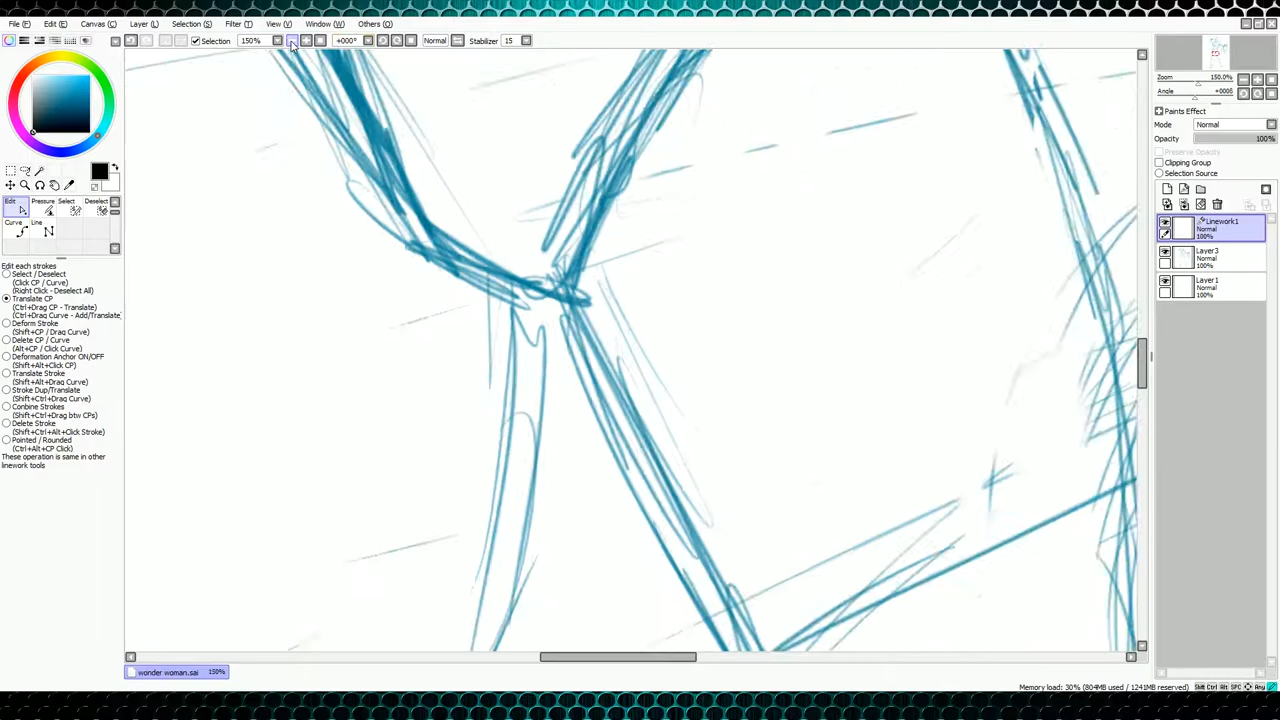 File (F) Edit (E) Canvas (C) Layer (L) Selection (S) Filter (T) View (V) Window (W) Others (O)
Selection 150% +000° Normal Stabilizer 15
Zoom 150.0%
Angle +000§
Paints Effect
Mode Normal
Opacity 100%
Preserve Opacity
Clipping Group
Selection Source
Edit Pressure Select Deselect
Curve Line
Linework1
Normal
100%
Layer3
Normal
100%
Layer1
Normal
100%
Edit each strokes
Select / Deselect
(Click CP / Curve)
(Right Click - Deselect All)
Translate CP
(Ctrl+Drag CP - Translate)
(Ctrl+Drag Curve - Add/Translate
Deform Stroke
(Shift+CP / Drag Curve)
Delete CP / Curve
(Alt+CP / Click Curve)
Deformation Anchor ON/OFF
(Shift+Alt+Click CP)
Translate Stroke
(Shift+Alt+Drag Curve)
Stroke Dup/Translate
(Shift+Ctrl+Drag Curve)
Combine Strokes
(Shift+Ctrl+Drag btw CPs)
Delete Stroke
(Shift+Ctrl+Alt+Click Stroke)
Pointed / Rounded
(Ctrl+Alt+CP Click)
These operation is same in other
linework tools
wonder woman.sai 150%
Memory load: 30% (804MB used / 1241MB reserved) Shift Ctrl Alt SPC Any